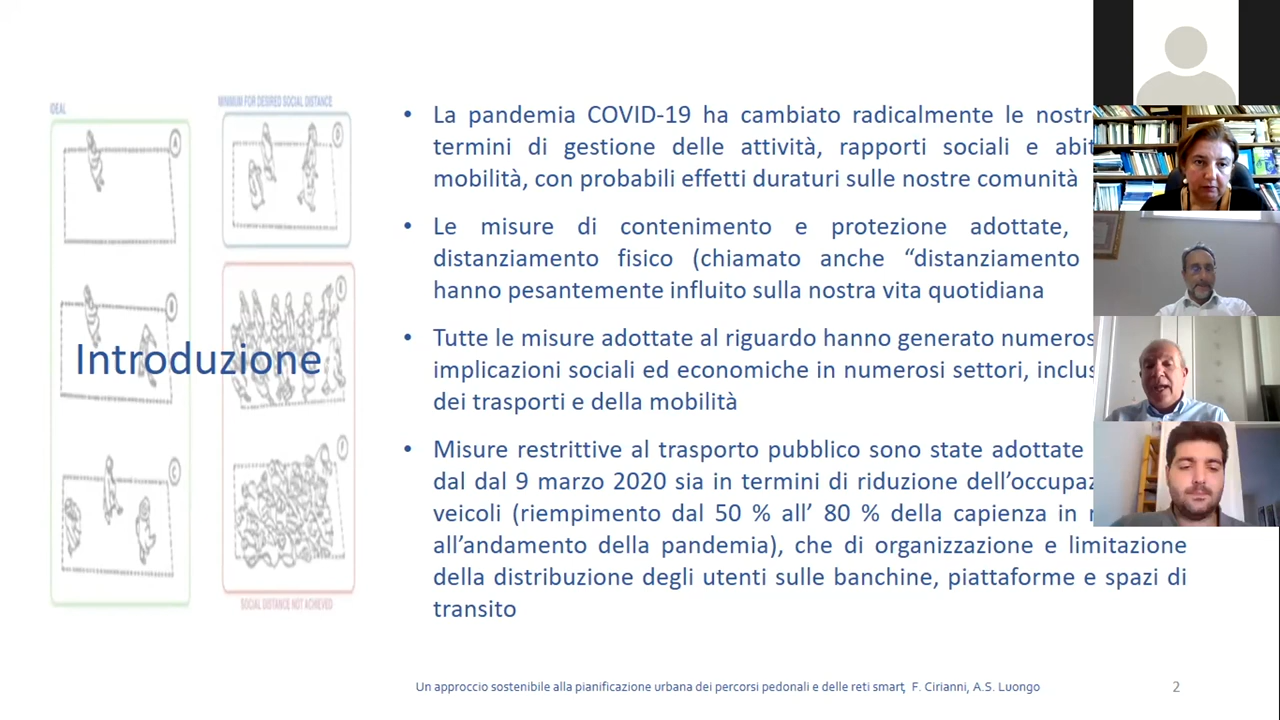 IDEAL
MINIMUM FOR DESIRED SOCIAL DISTANCE
A
D
B
E
C
F
SOCIAL DISTANCE NOT ACHIEVED
Introduzione
• La pandemia COVID-19 ha cambiato radicalmente le nostr
termini di gestione delle attività, rapporti sociali e abit
mobilità, con probabili effetti duraturi sulle nostre comunità
• Le misure di contenimento e protezione adottate,
distanziamento fisico (chiamato anche “distanziamento
hanno pesantemente influito sulla nostra vita quotidiana
• Tutte le misure adottate al riguardo hanno generato numeros
implicazioni sociali ed economiche in numerosi settori, inclus
dei trasporti e della mobilità
• Misure restrittive al trasporto pubblico sono state adottate
dal dal 9 marzo 2020 sia in termini di riduzione dell’occupaz
veicoli (riempimento dal 50 % all’ 80 % della capienza in
all’andamento della pandemia), che di organizzazione e limitazione
della distribuzione degli utenti sulle banchine, piattaforme e spazi di
transito
Un approccio sostenibile alla pianificazione urbana dei percorsi pedonali e delle reti smart, F. Cirianni, A.S. Luongo
2